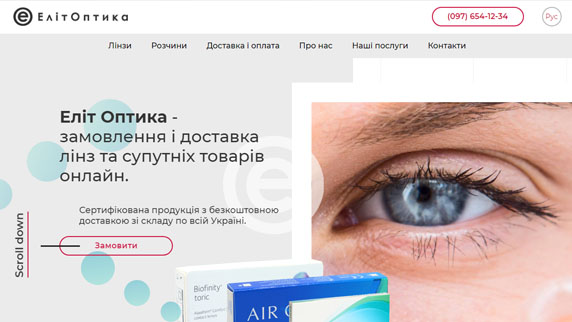 ЕлітОптика
(097) 654-12-34
Рус
Лінзи Розчини Доставка і оплата Про нас Наші послуги Контакти
Еліт Оптика -
замовлення і доставка
лінз та супутніх товарів
онлайн.
Сертифікована продукція з безкоштовною
доставкою зі складу по всій Україні.
Замовити
Scroll down
Biofinity
toric
AIR